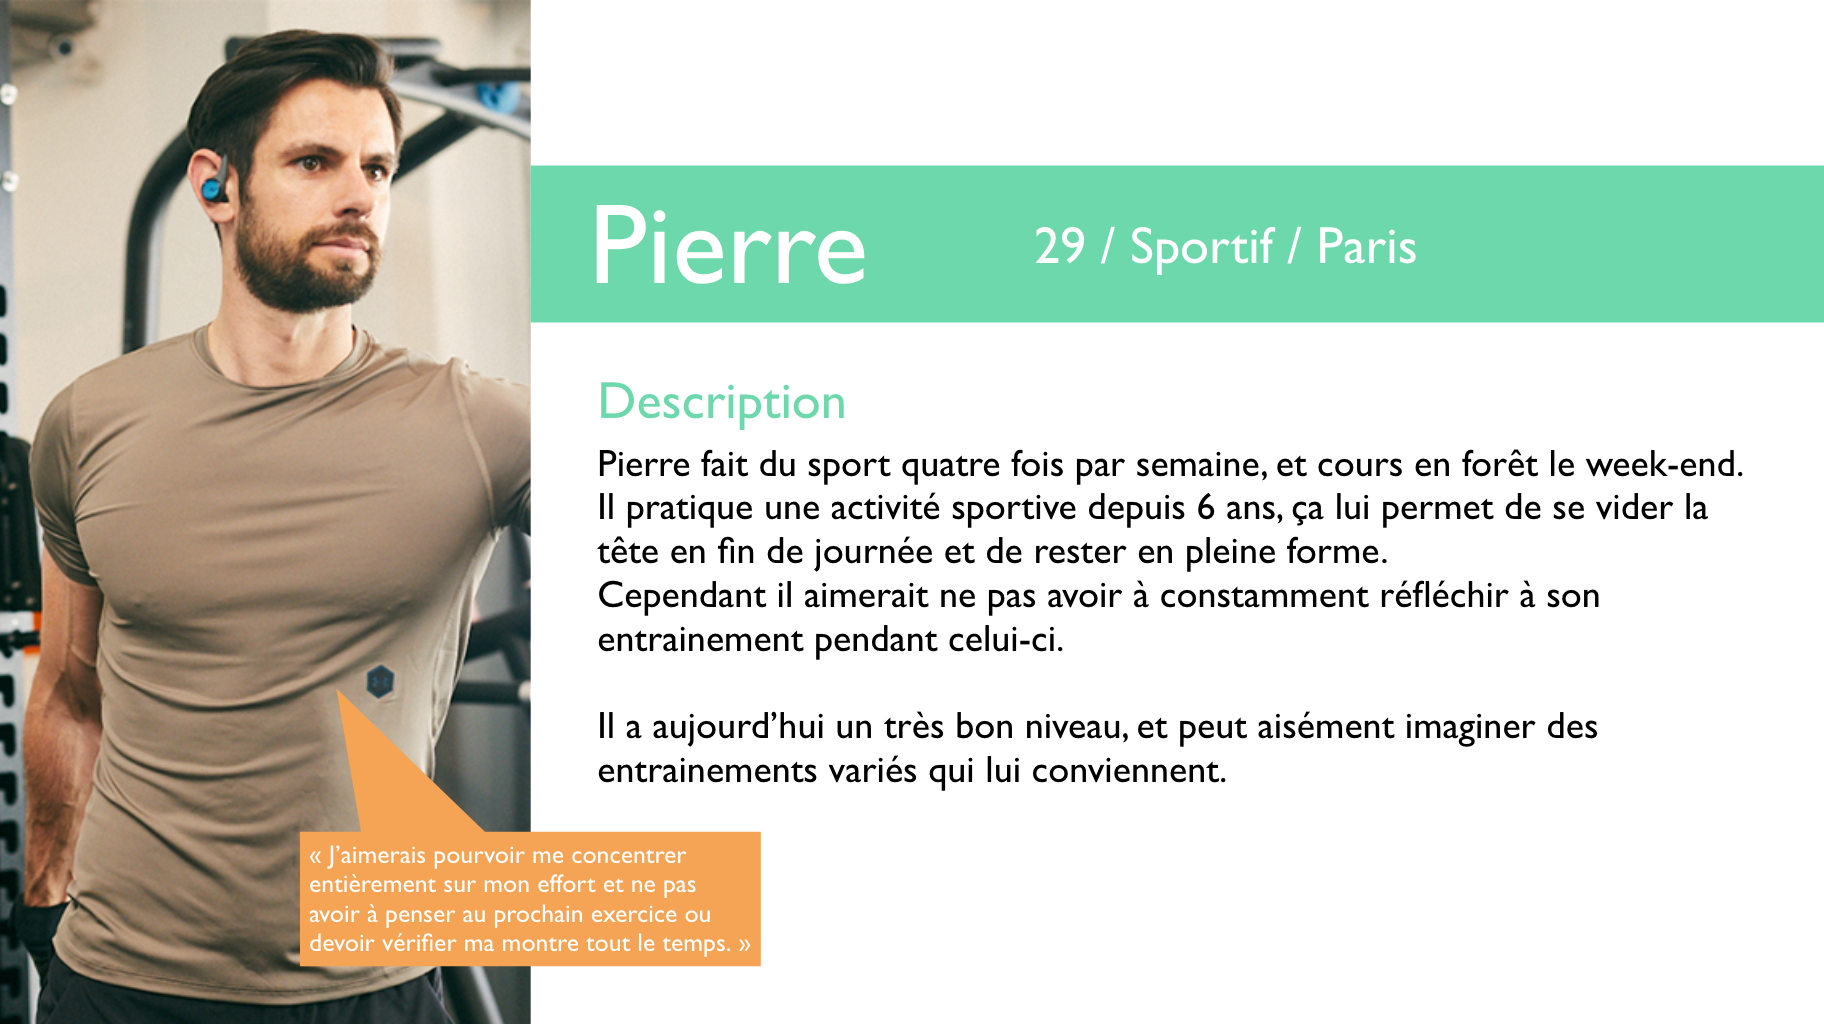 Pierre
29 / Sportif / Paris
Description
Pierre fait du sport quatre fois par semaine, et cours en forêt le week-end.
Il pratique une activité sportive depuis 6 ans, ça lui permet de se vider la
tête en fin de journée et de rester en pleine forme.
Cependant il aimerait ne pas avoir à constamment réfléchir à son
entrainement pendant celui-ci.
Il a aujourd’hui un très bon niveau, et peut aisément imaginer des
entrainements variés qui lui conviennent.
« J’aimerais pourvoir me concentrer
entièrement sur mon effort et ne pas
avoir à penser au prochain exercice ou
devoir vérifier ma montre tout le temps. »